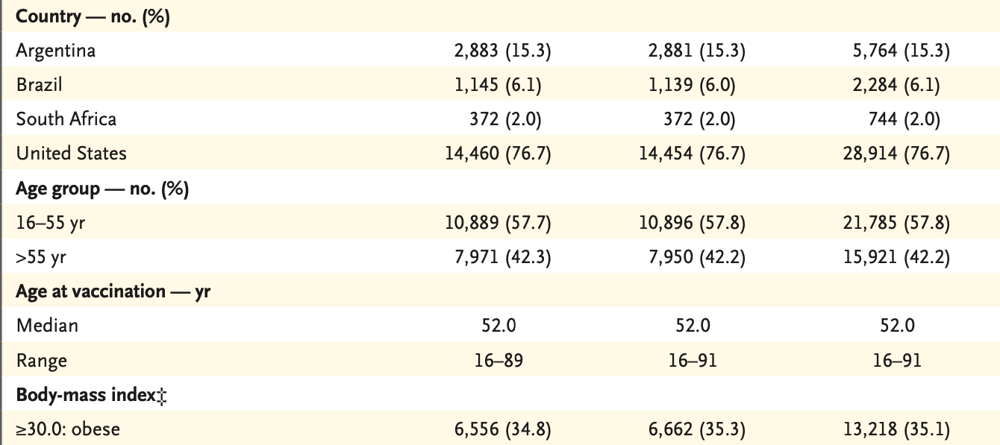 Country — no. (%)
Argentina 2,883 (15.3) 2,881 (15.3) 5,764 (15.3)
Brazil 1,145 (6.1) 1,139 (6.0) 2,284 (6.1)
South Africa 372 (2.0) 372 (2.0) 744 (2.0)
United States 14,460 (76.7) 14,454 (76.7) 28,914 (76.7)
Age group — no. (%)
16–55 yr 10,889 (57.7) 10,896 (57.8) 21,785 (57.8)
>55 yr 7,971 (42.3) 7,950 (42.2) 15,921 (42.2)
Age at vaccination — yr
Median 52.0 52.0 52.0
Range 16–89 16–91 16–91
Body-mass index‡
≥30.0: obese 6,556 (34.8) 6,662 (35.3) 13,218 (35.1)